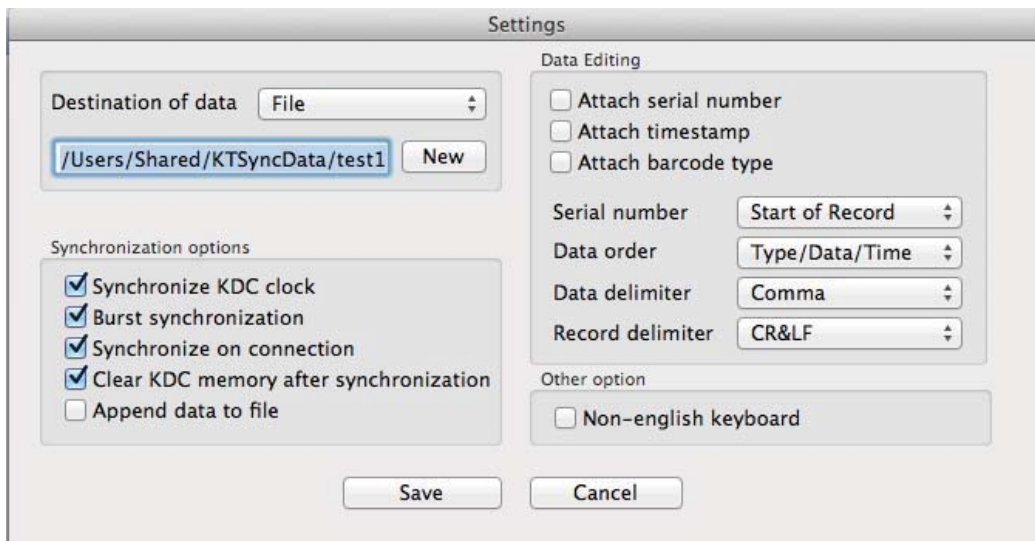 Settings
Destination of data File
/Users/Shared/KTSyncData/test1 New
Synchronization options
Synchronize KDC clock
Burst synchronization
Synchronize on connection
Clear KDC memory after synchronization
Append data to file
Data Editing
Attach serial number
Attach timestamp
Attach barcode type
Serial number Start of Record
Data order Type/Data/Time
Data delimiter Comma
Record delimiter CR&LF
Other option
Non-english keyboard
Save Cancel